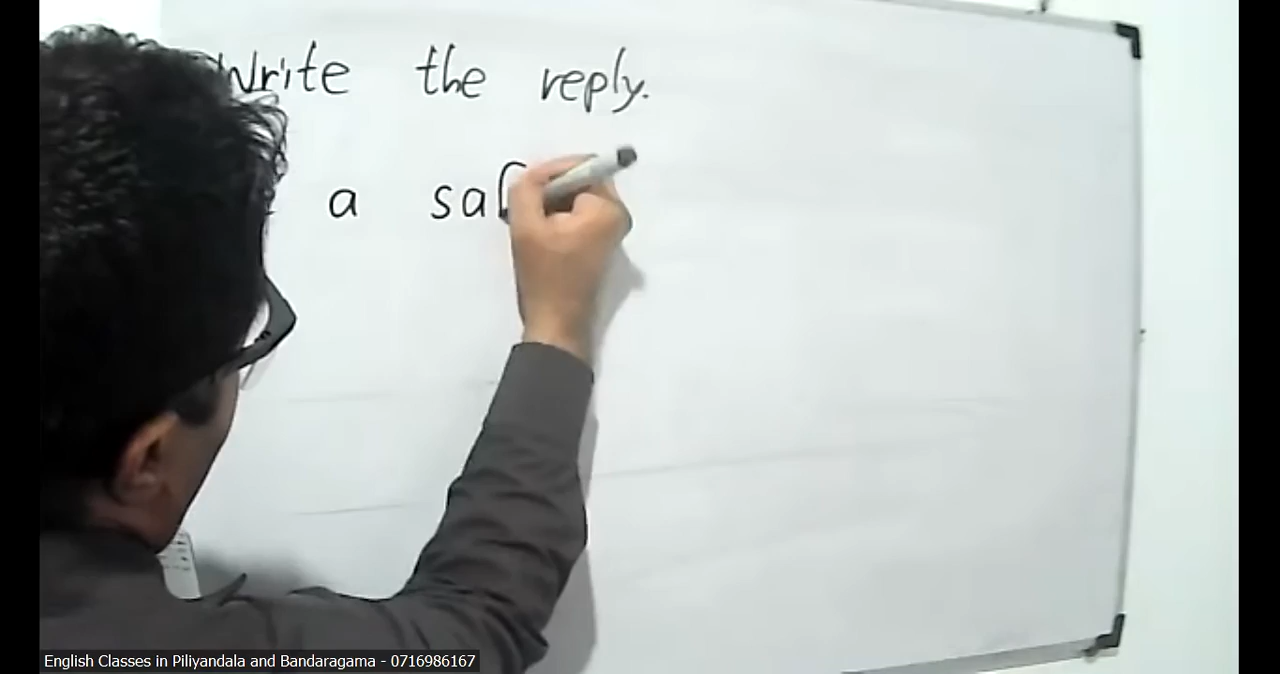 Write the reply.
a
English Classes in Piliyandala and Bandaragama - 0716986167